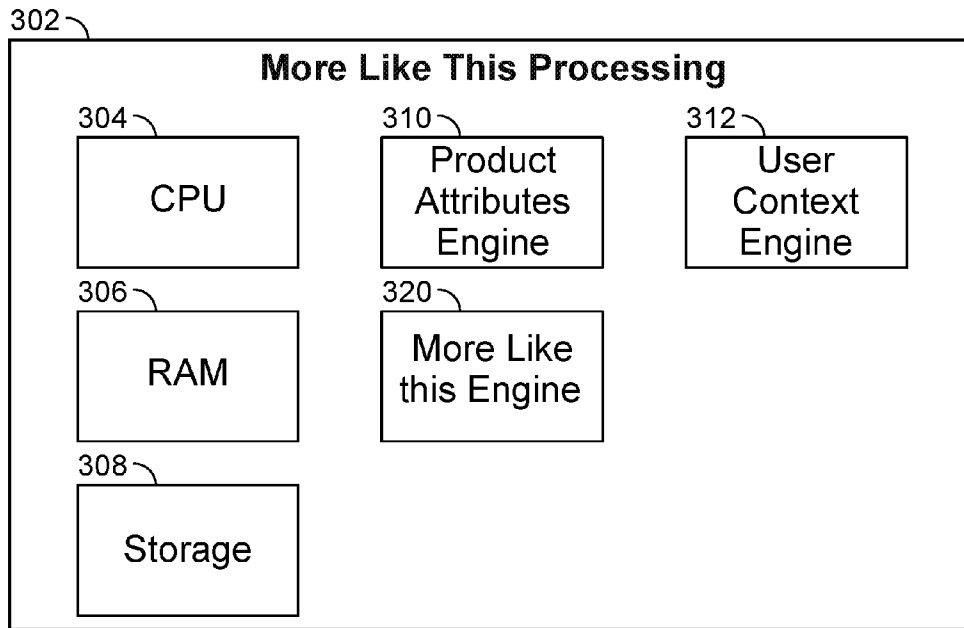 302
More Like This Processing
304
CPU
310
Product
Attributes
Engine
312
User
Context
Engine
306
RAM
320
More Like
this Engine
308
Storage